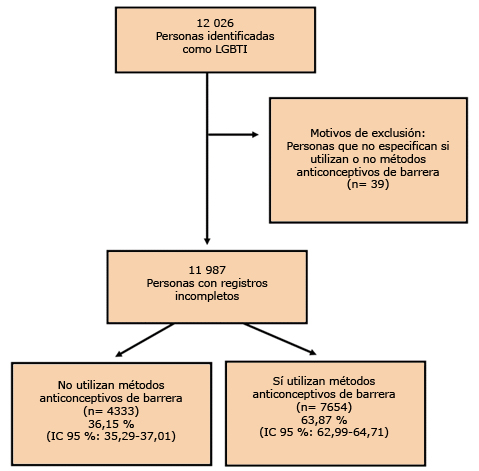 12 026
Personas identificadas
como LGBTI
Motivos de exclusión:
Personas que no especifican si
utilizan o no métodos
anticonceptivos de barrera
(n= 39)
11 987
Personas con registros
incompletos
No utilizan métodos
anticonceptivos de barrera
(n= 4333)
36,15 %
(IC 95 %: 35,29-37,01)
Sí utilizan métodos
anticonceptivos de barrera
(n= 7654)
63,87 %
(IC 95 %: 62,99-64,71)